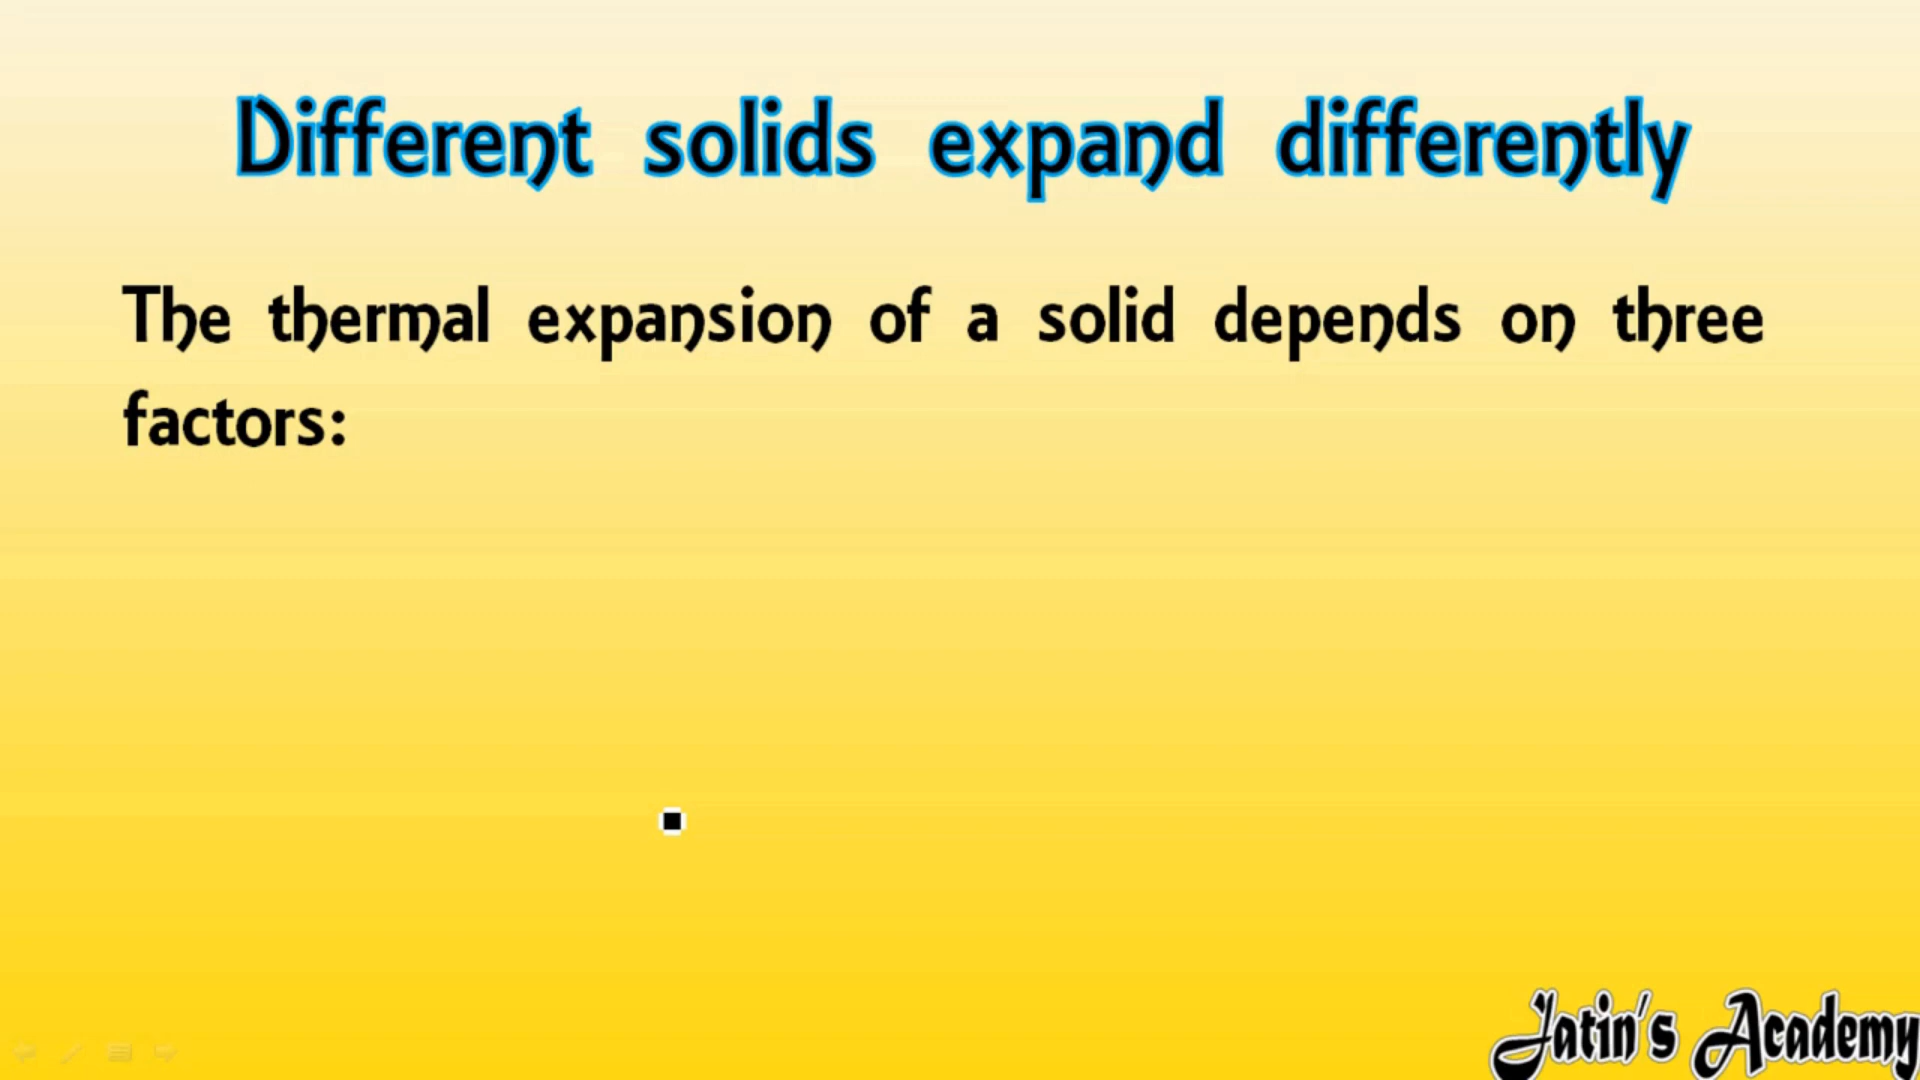 Different solids expand differently
The thermal expansion of a solid depends on three
factors:
Jatin's Academy